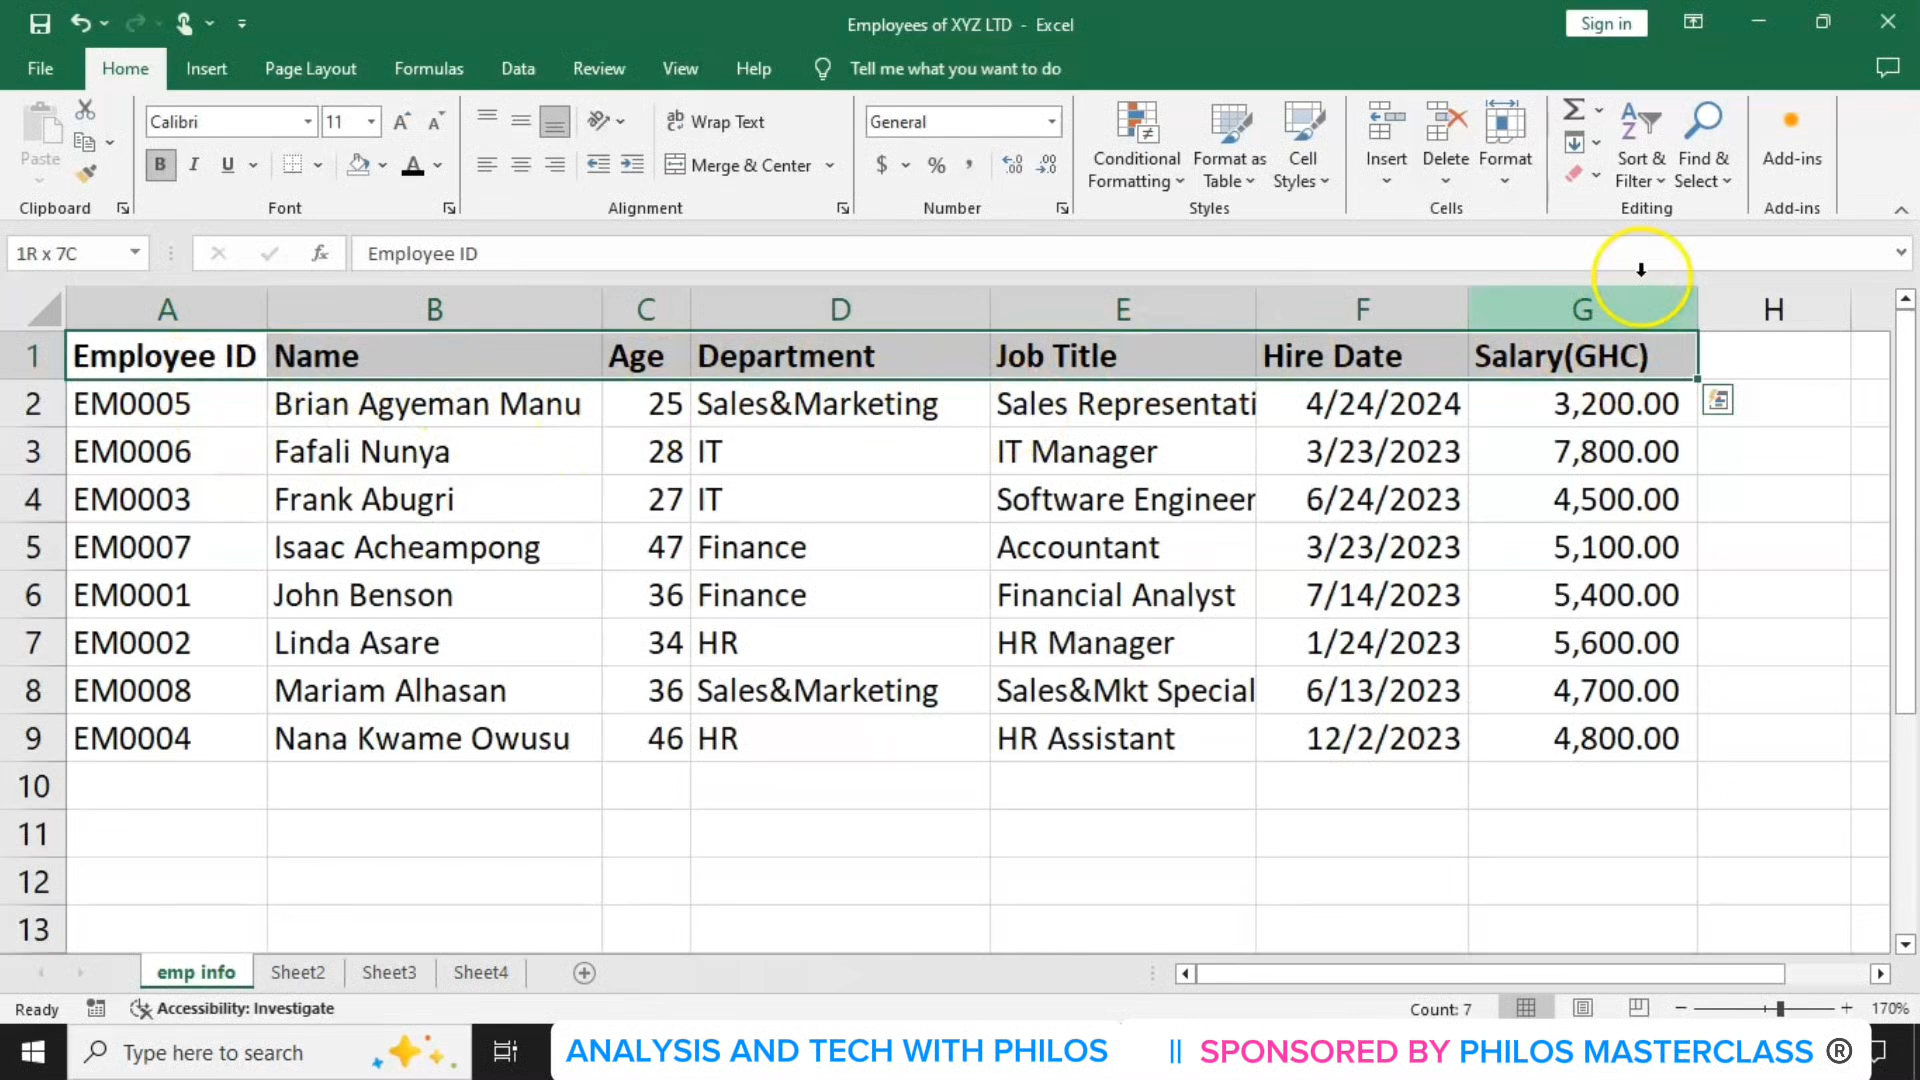 Employees of XYZ LTD - Excel
Sign in
File Home Insert Page Layout Formulas Data Review View Help Tell me what you want to do
Paste
Calibri 11
B I U
Wrap Text
Merge & Center
General
$ % ,
Conditional Formatting
Format as Table
Cell Styles
Insert Delete Format
Sort & Filter
Find & Select
Add-ins
Clipboard Font Alignment Number Styles Cells Editing Add-ins
1R x 7C fx Employee ID
A B C D E F G H
1 Employee ID Name Age Department Job Title Hire Date Salary(GHC)
2 EM0005 Brian Agyeman Manu 25 Sales&Marketing Sales Representati 4/24/2024 3,200.00
3 EM0006 Fafali Nunya 28 IT IT Manager 3/23/2023 7,800.00
4 EM0003 Frank Abugri 27 IT Software Engineer 6/24/2023 4,500.00
5 EM0007 Isaac Acheampong 47 Finance Accountant 3/23/2023 5,100.00
6 EM0001 John Benson 36 Finance Financial Analyst 7/14/2023 5,400.00
7 EM0002 Linda Asare 34 HR HR Manager 1/24/2023 5,600.00
8 EM0008 Mariam Alhasan 36 Sales&Marketing Sales&Mkt Special 6/13/2023 4,700.00
9 EM0004 Nana Kwame Owusu 46 HR HR Assistant 12/2/2023 4,800.00
10
11
12
13
emp info Sheet2 Sheet3 Sheet4
Ready Accessibility: Investigate Count: 7 170%
Type here to search
ANALYSIS AND TECH WITH PHILOS || SPONSORED BY PHILOS MASTERCLASS ®